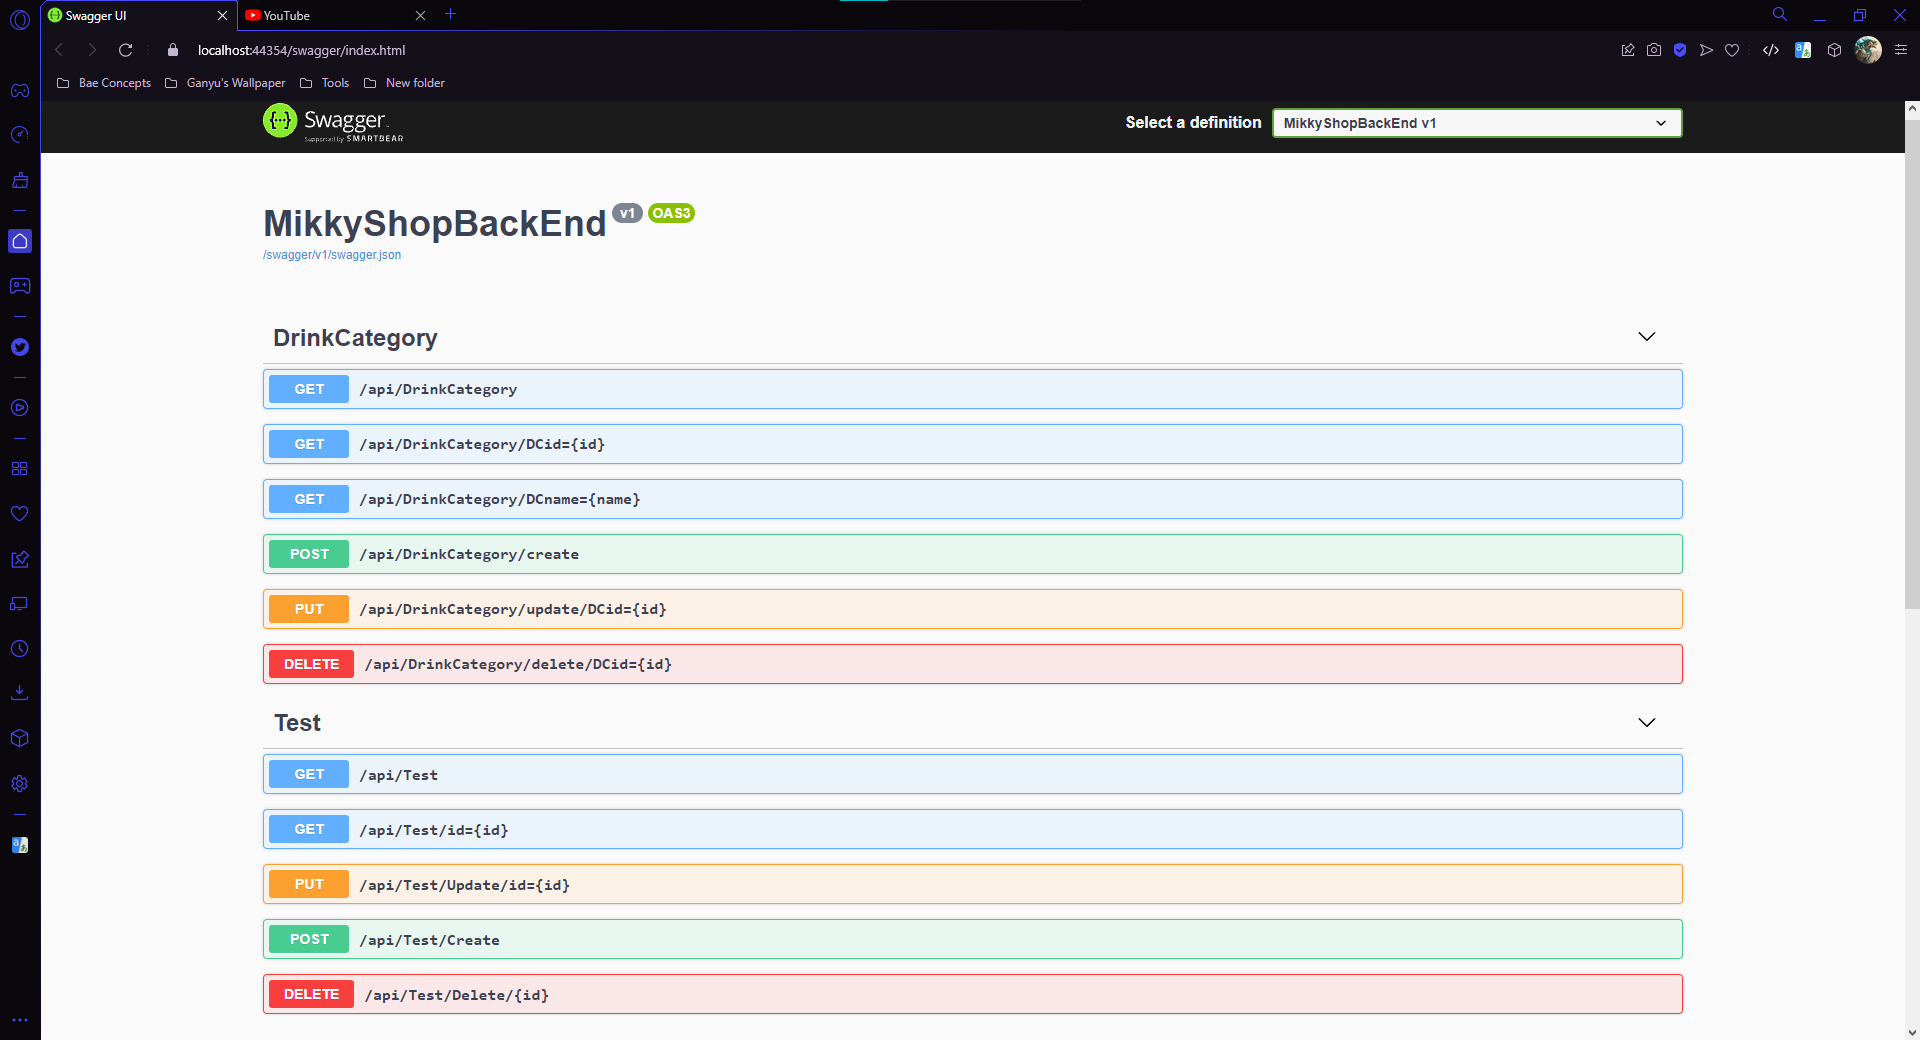 Swagger UI
YouTube
localhost:44354/swagger/index.html
Bae Concepts
Ganyu's Wallpaper
Tools
New folder
Swagger
Supported by SMARTBEAR
Select a definition
MikkyShopBackEnd v1
MikkyShopBackEnd v1 OAS3
/swagger/v1/swagger.json
DrinkCategory
GET /api/DrinkCategory
GET /api/DrinkCategory/DCid={id}
GET /api/DrinkCategory/DCname={name}
POST /api/DrinkCategory/create
PUT /api/DrinkCategory/update/DCid={id}
DELETE /api/DrinkCategory/delete/DCid={id}
Test
GET /api/Test
GET /api/Test/id={id}
PUT /api/Test/Update/id={id}
POST /api/Test/Create
DELETE /api/Test/Delete/{id}